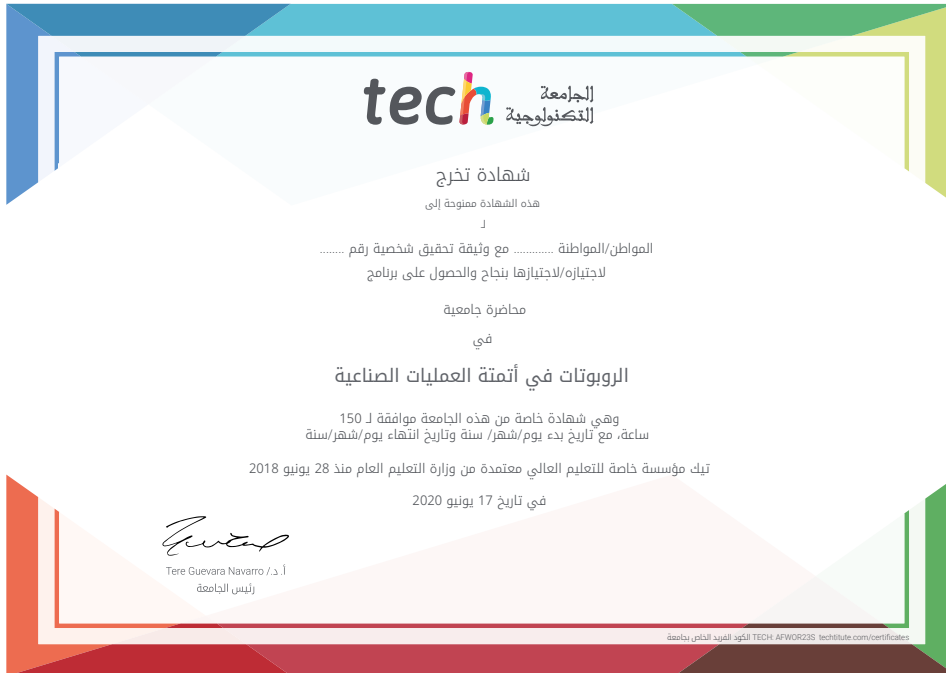 tech الجامعة
التكنولوجية
شهادة تخرج
هذه الشهادة ممنوحة إلى
لـ
المواطن/المواطنة ............. مع وثيقة تحقيق شخصية رقم ........
لاجتيازه/لاجتيازها بنجاح والحصول على برنامج
محاضرة جامعية
في
الروبوتات في أتمتة العمليات الصناعية
وهي شهادة خاصة من هذه الجامعة موافقة لـ 150
ساعة، مع تاريخ بدء يوم/شهر/ سنة وتاريخ انتهاء يوم/شهر/سنة
تيك مؤسسة خاصة للتعليم العالي معتمدة من وزارة التعليم العام منذ 28 يونيو 2018
في تاريخ 17 يونيو 2020
أ. د./ Tere Guevara Navarro
رئيس الجامعة
الكود الفريد الخاص بجامعة TECH: AFWOR23S techtitute.com/certificates